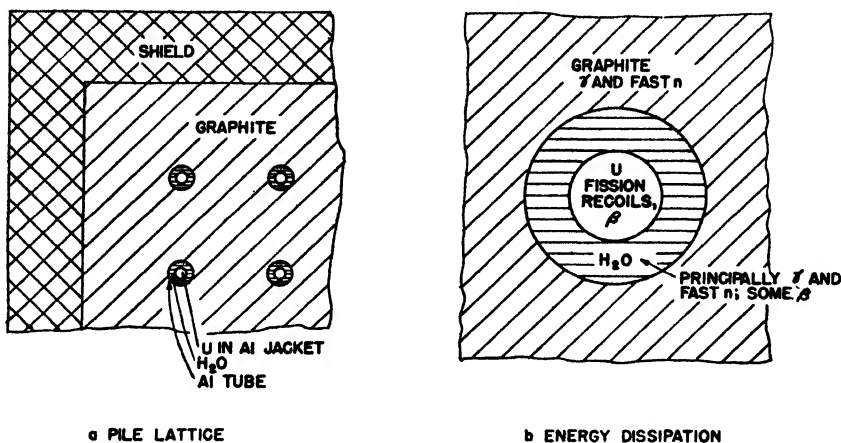 SHIELD
GRAPHITE
U IN Al JACKET
H₂O
Al TUBE
a PILE LATTICE
GRAPHITE
γ AND FAST n
U
FISSION
RECOILS,
β
H₂O
PRINCIPALLY γ AND
FAST n; SOME β
b ENERGY DISSIPATION